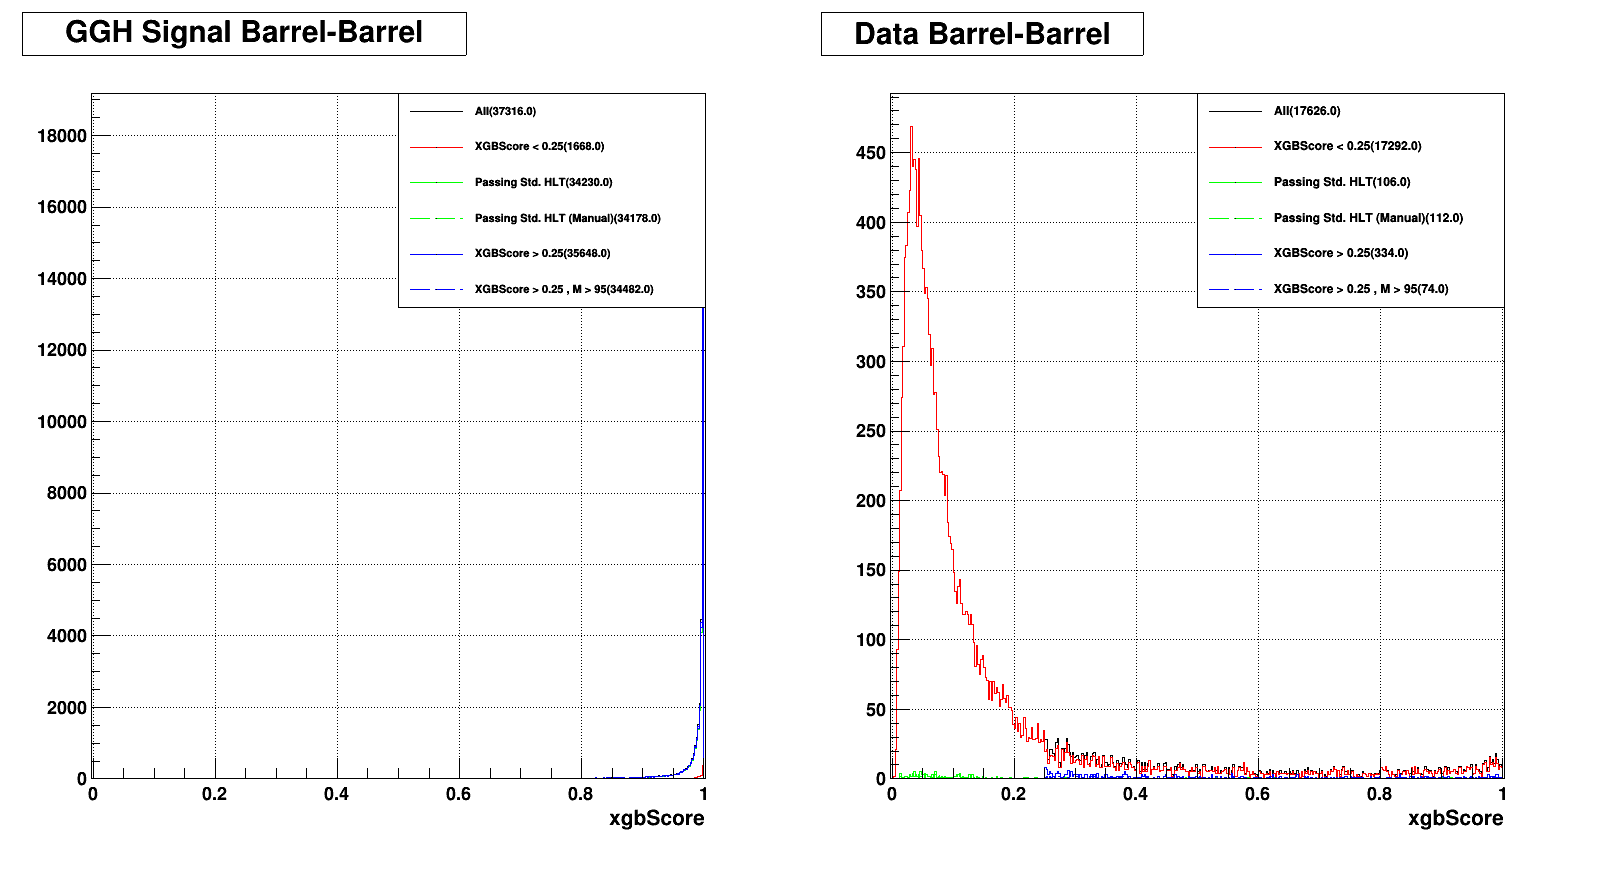 GGH Signal Barrel-Barrel
All(37316.0)
XGBScore < 0.25(1668.0)
Passing Std. HLT(34230.0)
Passing Std. HLT (Manual)(34178.0)
XGBScore > 0.25(35648.0)
XGBScore > 0.25 , M > 95(34482.0)
18000
16000
14000
12000
10000
8000
6000
4000
2000
0
0 0.2 0.4 0.6 0.8 1
xgbScore
Data Barrel-Barrel
All(17626.0)
XGBScore < 0.25(17292.0)
Passing Std. HLT(106.0)
Passing Std. HLT (Manual)(112.0)
XGBScore > 0.25(334.0)
XGBScore > 0.25 , M > 95(74.0)
450
400
350
300
250
200
150
100
50
0
0 0.2 0.4 0.6 0.8 1
xgbScore